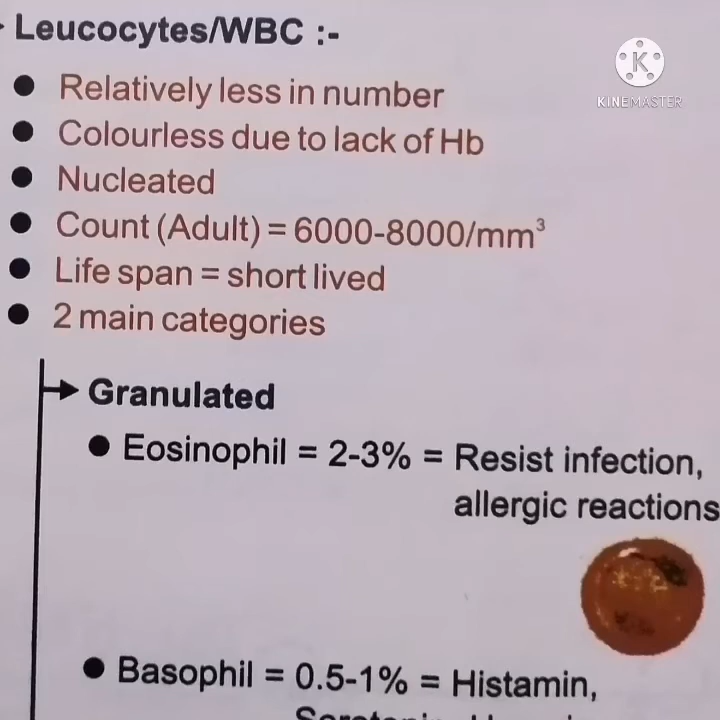 Leucocytes/WBC :-
K
KINEMASTER
● Relatively less in number
● Colourless due to lack of Hb
● Nucleated
● Count (Adult) = 6000-8000/mm³
● Life span = short lived
● 2 main categories
Granulated
● Eosinophil = 2-3% = Resist infection,
allergic reactions
● Basophil = 0.5-1% = Histamin,